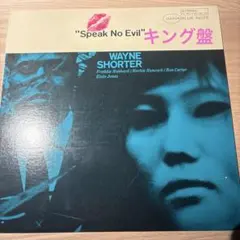 "Speak No Evil"
キング盤
WAYNE
SHORTER
Freddie Hubbard / Herbie Hancock / Ron Carter
Elvin Jones